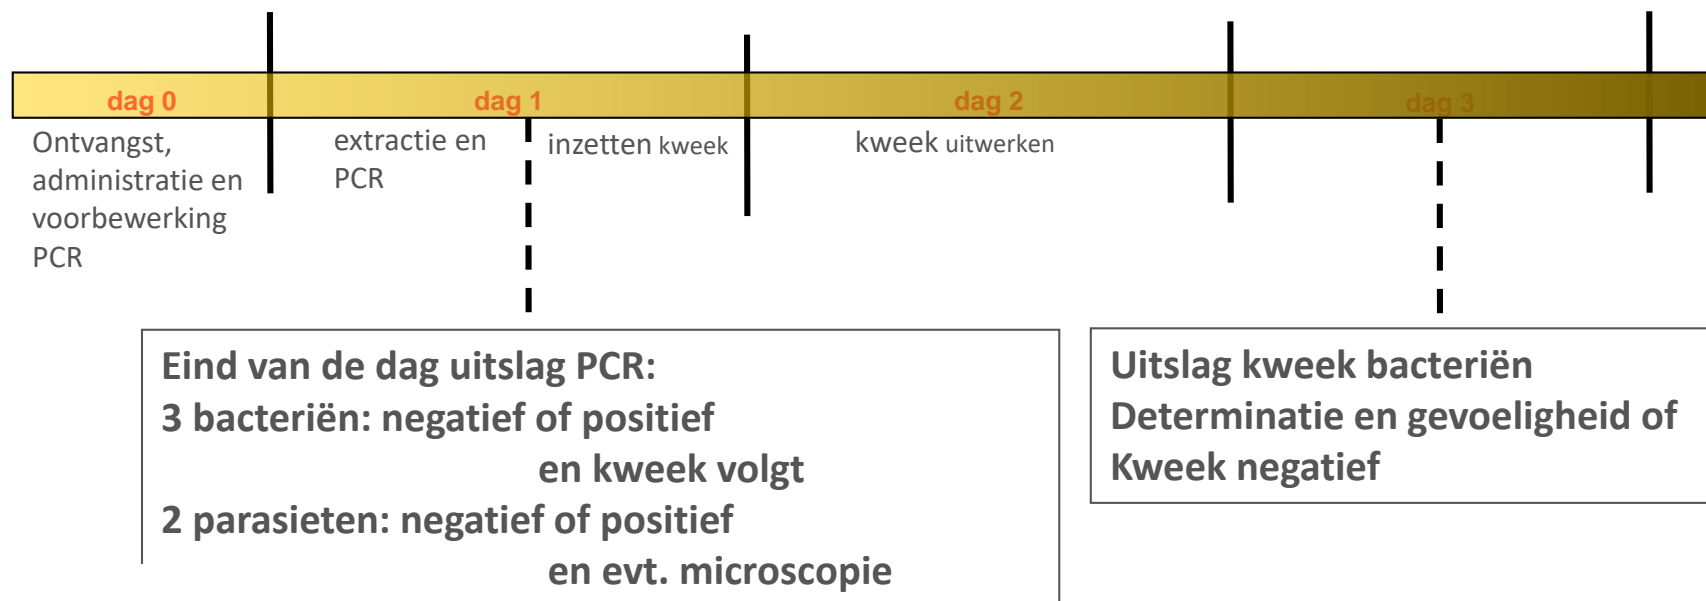 dag 0
dag 1
dag 2
dag 3
Ontvangst,
administratie en
voorbewerking
PCR
extractie en
PCR
inzetten kweek
kweek uitwerken
Eind van de dag uitslag PCR:
3 bacteriën: negatief of positief
en kweek volgt
2 parasieten: negatief of positief
en evt. microscopie
Uitslag kweek bacteriën
Determinatie en gevoeligheid of
Kweek negatief